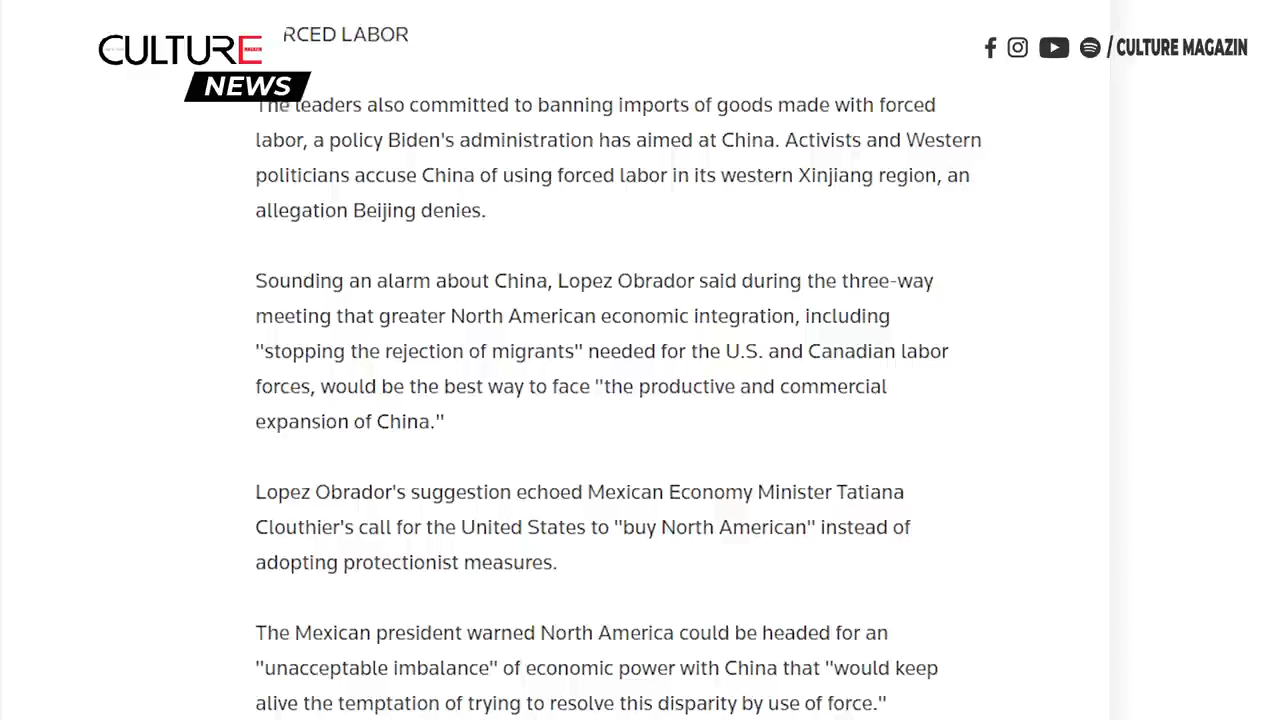 CULTURE
NEWS
/ CULTURE MAGAZIN
RCED LABOR
The leaders also committed to banning imports of goods made with forced
labor, a policy Biden's administration has aimed at China. Activists and Western
politicians accuse China of using forced labor in its western Xinjiang region, an
allegation Beijing denies.
Sounding an alarm about China, Lopez Obrador said during the three-way
meeting that greater North American economic integration, including
"stopping the rejection of migrants" needed for the U.S. and Canadian labor
forces, would be the best way to face "the productive and commercial
expansion of China."
Lopez Obrador's suggestion echoed Mexican Economy Minister Tatiana
Clouthier's call for the United States to "buy North American" instead of
adopting protectionist measures.
The Mexican president warned North America could be headed for an
"unacceptable imbalance" of economic power with China that "would keep
alive the temptation of trying to resolve this disparity by use of force."